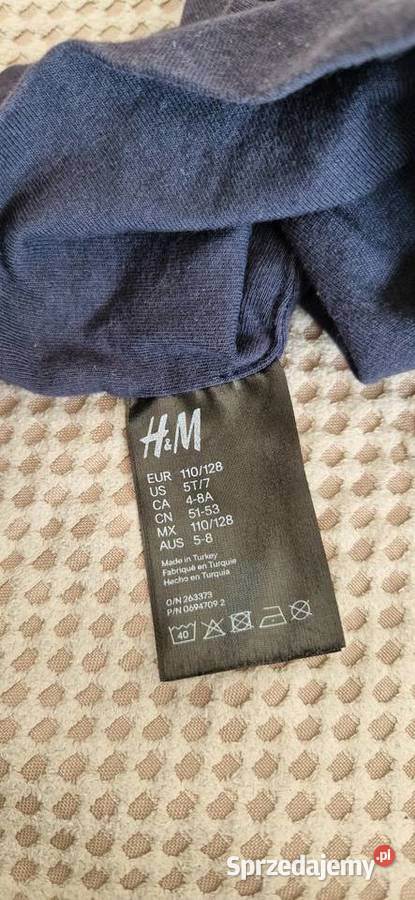 H&M
EUR 110/128
US 5T/7
CA 4-8A
CN 51-53
MX 110/128
AUS 5-8
Made in Turkey
Fabriqué en Turquie
Hecho en Turquia
O/N 263373
P/N 0694709 2
40
Sprzedajemy.pl